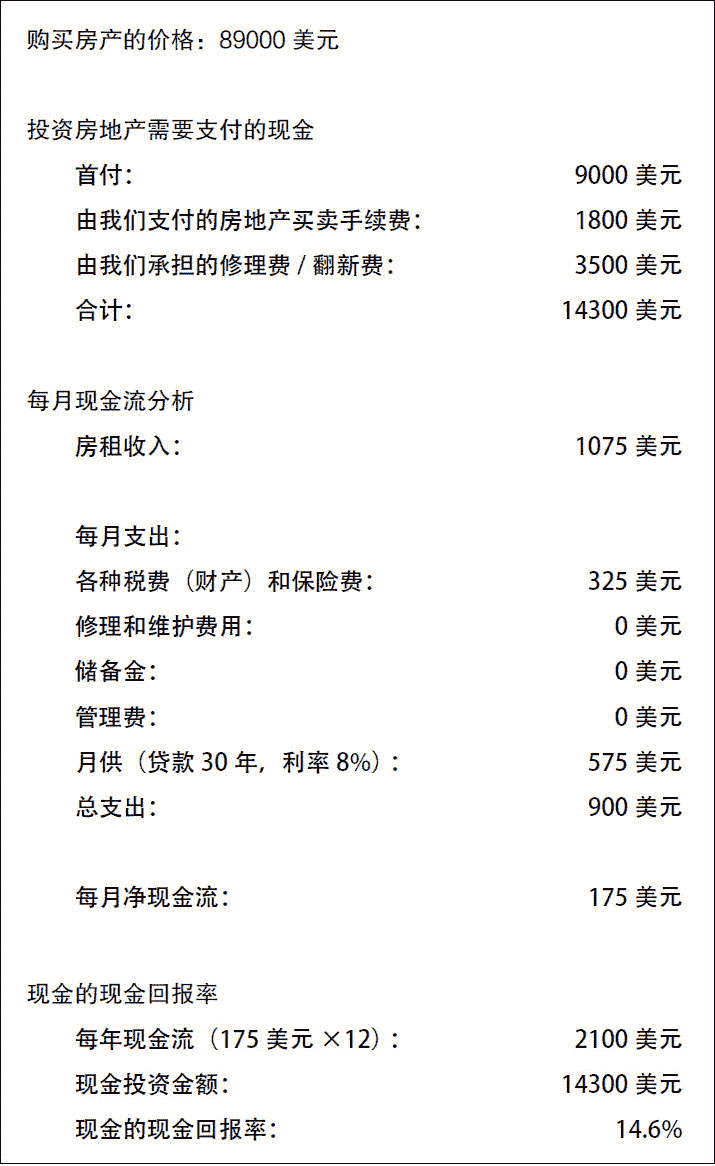 购买房产的价格：89000 美元
投资房地产需要支付的现金
首付： 9000 美元
由我们支付的房地产买卖手续费： 1800 美元
由我们承担的修理费 / 翻新费： 3500 美元
合计： 14300 美元
每月现金流分析
房租收入： 1075 美元
每月支出：
各种税费（财产）和保险费： 325 美元
修理和维护费用： 0 美元
储备金： 0 美元
管理费： 0 美元
月供（贷款 30 年，利率 8%）： 575 美元
总支出： 900 美元
每月净现金流： 175 美元
现金的现金回报率
每年现金流（175 美元 ×12）： 2100 美元
现金投资金额： 14300 美元
现金的现金回报率： 14.6%